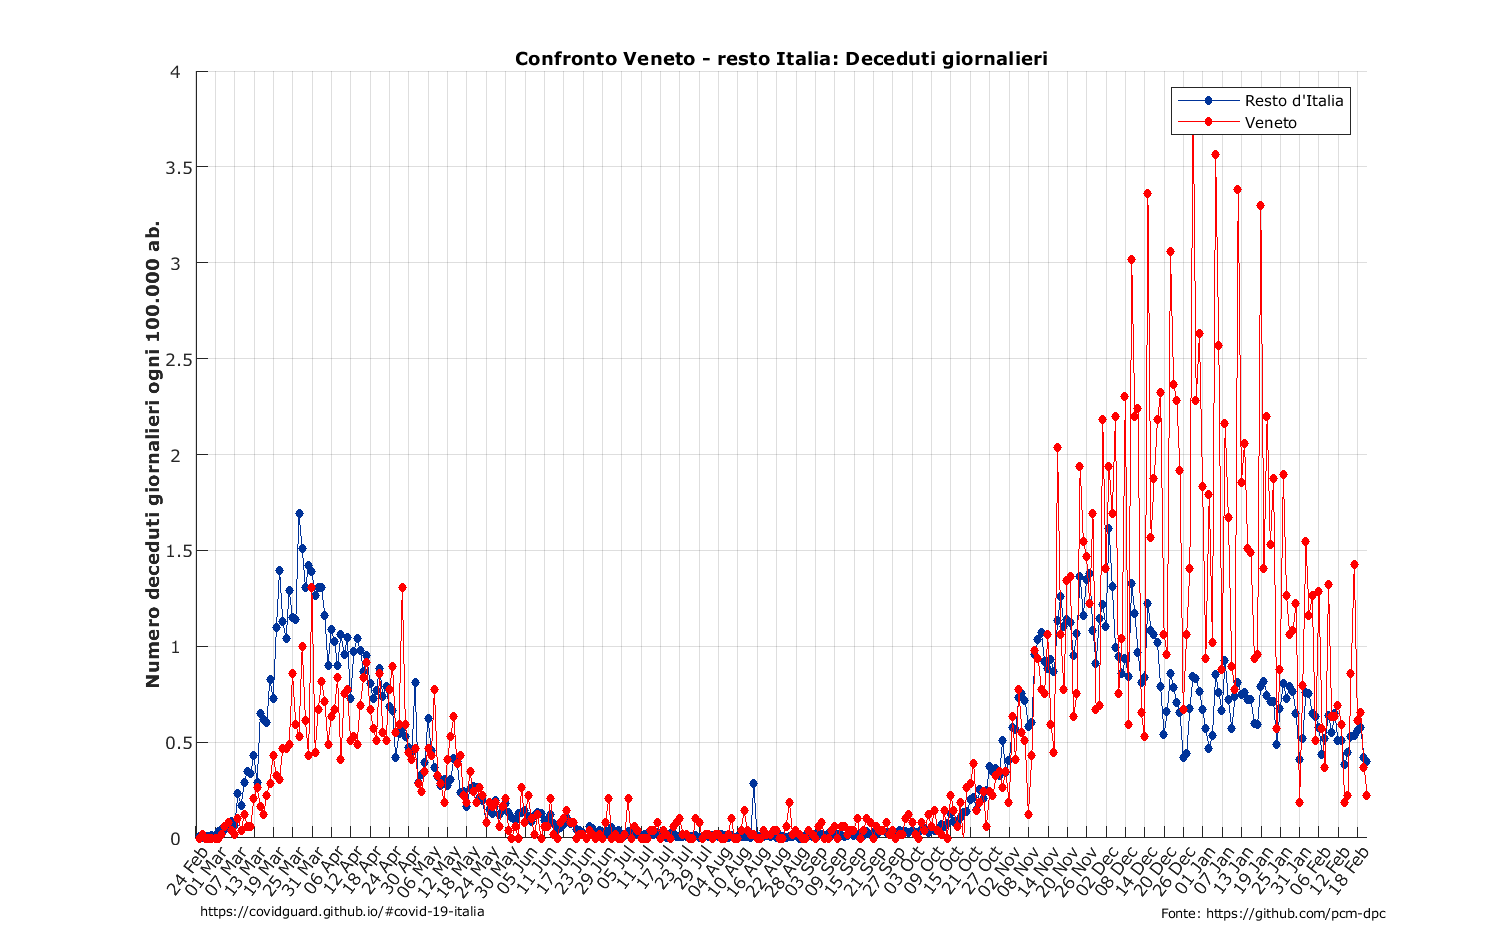 Confronto Veneto - resto Italia: Deceduti giornalieri
Numero deceduti giornalieri ogni 100.000 ab.
4
3.5
3
2.5
2
1.5
1
0.5
0
Resto d'Italia
Veneto
24 Feb
01 Mar
07 Mar
13 Mar
19 Mar
25 Mar
31 Mar
06 Apr
12 Apr
18 Apr
24 Apr
30 Apr
06 May
12 May
18 May
24 May
30 May
05 Jun
11 Jun
17 Jun
23 Jun
29 Jun
05 Jul
11 Jul
17 Jul
23 Jul
29 Jul
04 Aug
10 Aug
16 Aug
22 Aug
28 Aug
03 Sep
09 Sep
15 Sep
21 Sep
27 Sep
03 Oct
09 Oct
15 Oct
21 Oct
27 Oct
02 Nov
08 Nov
14 Nov
20 Nov
26 Nov
02 Dec
08 Dec
14 Dec
20 Dec
26 Dec
01 Jan
07 Jan
13 Jan
19 Jan
25 Jan
31 Jan
06 Feb
12 Feb
18 Feb
https://covidguard.github.io/#covid-19-italia
Fonte: https://github.com/pcm-dpc